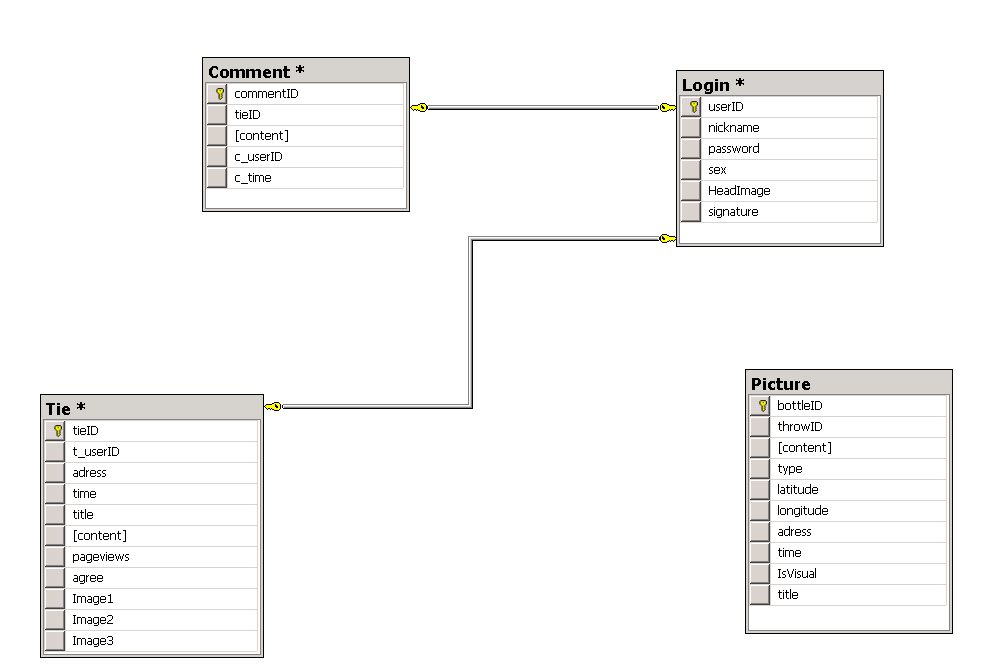 Comment *
commentID
tieID
[content]
c_userID
c_time
Login *
userID
nickname
password
sex
HeadImage
signature
Tie *
tieID
t_userID
adress
time
title
[content]
pageviews
agree
Image1
Image2
Image3
Picture
bottleID
throwID
[content]
type
latitude
longitude
adress
time
IsVisual
title